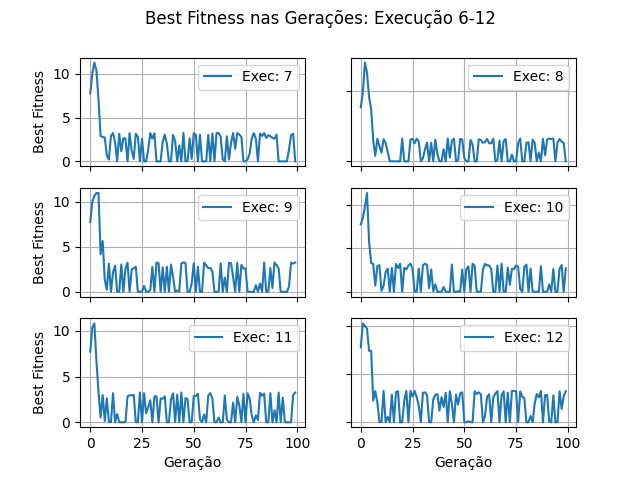 Best Fitness nas Gerações: Execução 6-12
Best Fitness
10
5
0
Exec: 7
Exec: 8
Best Fitness
10
5
0
Exec: 9
Exec: 10
Best Fitness
10
5
0
Exec: 11
Exec: 12
0 25 50 75 100
0 25 50 75 100
Geração
Geração